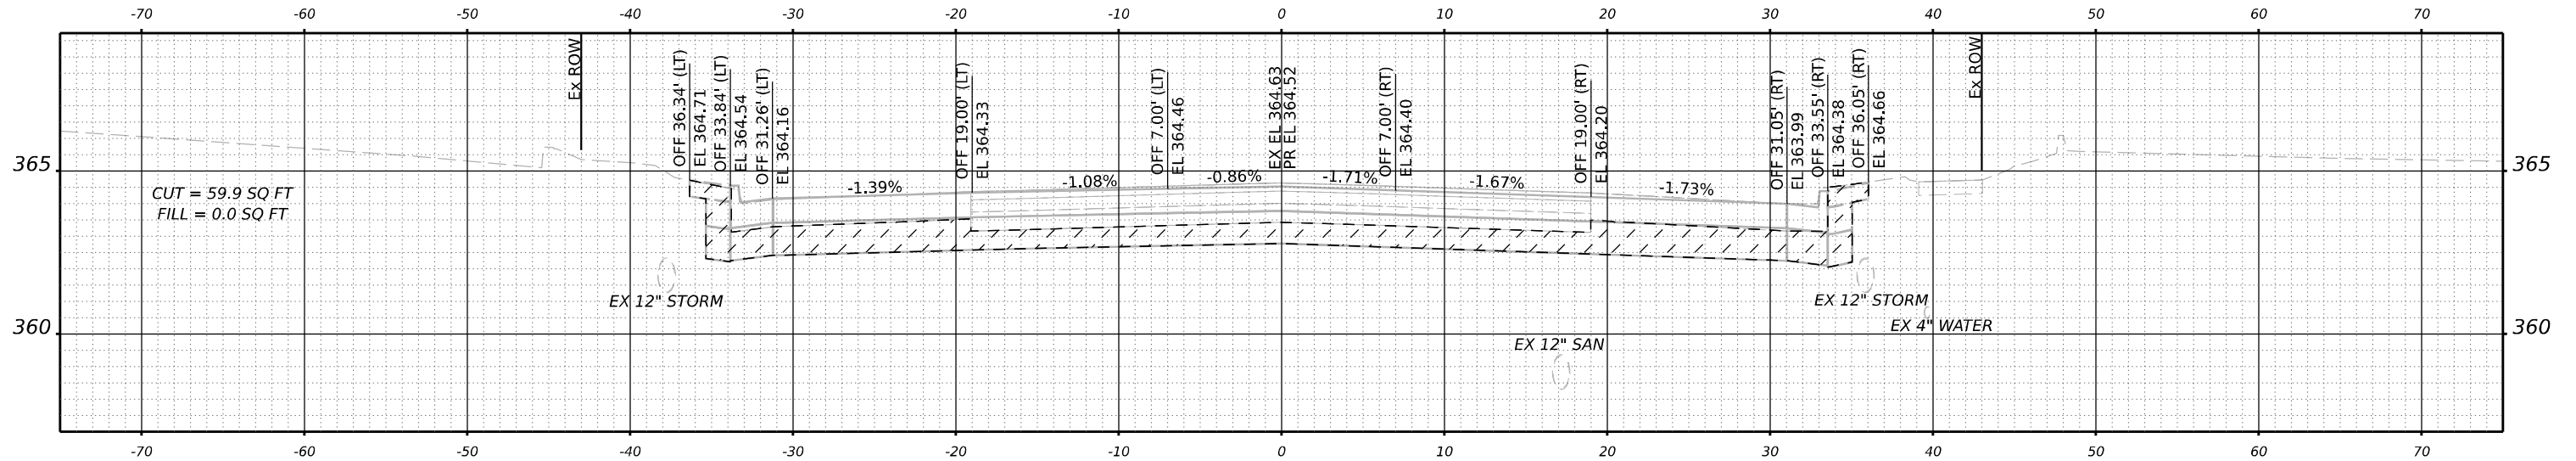 -70 -60 -50 -40 -30 -20 -10 0 10 20 30 40 50 60 70
Ex ROW
OFF 36.34' (LT)
EL 364.71
OFF 33.84' (LT)
EL 364.54
OFF 31.26' (LT)
EL 364.16
OFF 19.00' (LT)
EL 364.33
OFF 7.00' (LT)
EL 364.46
EX EL 364.63
PR EL 364.52
OFF 7.00' (RT)
EL 364.40
OFF 19.00' (RT)
EL 364.20
OFF 31.05' (RT)
EL 363.99
OFF 33.55' (RT)
EL 364.38
OFF 36.05' (RT)
EL 364.66
Ex ROW
365
365
-1.39%
-1.08%
-0.86%
-1.71%
-1.67%
-1.73%
CUT = 59.9 SQ FT
FILL = 0.0 SQ FT
EX 12" STORM
EX 12" STORM
EX 4" WATER
360
360
EX 12" SAN
-70 -60 -50 -40 -30 -20 -10 0 10 20 30 40 50 60 70